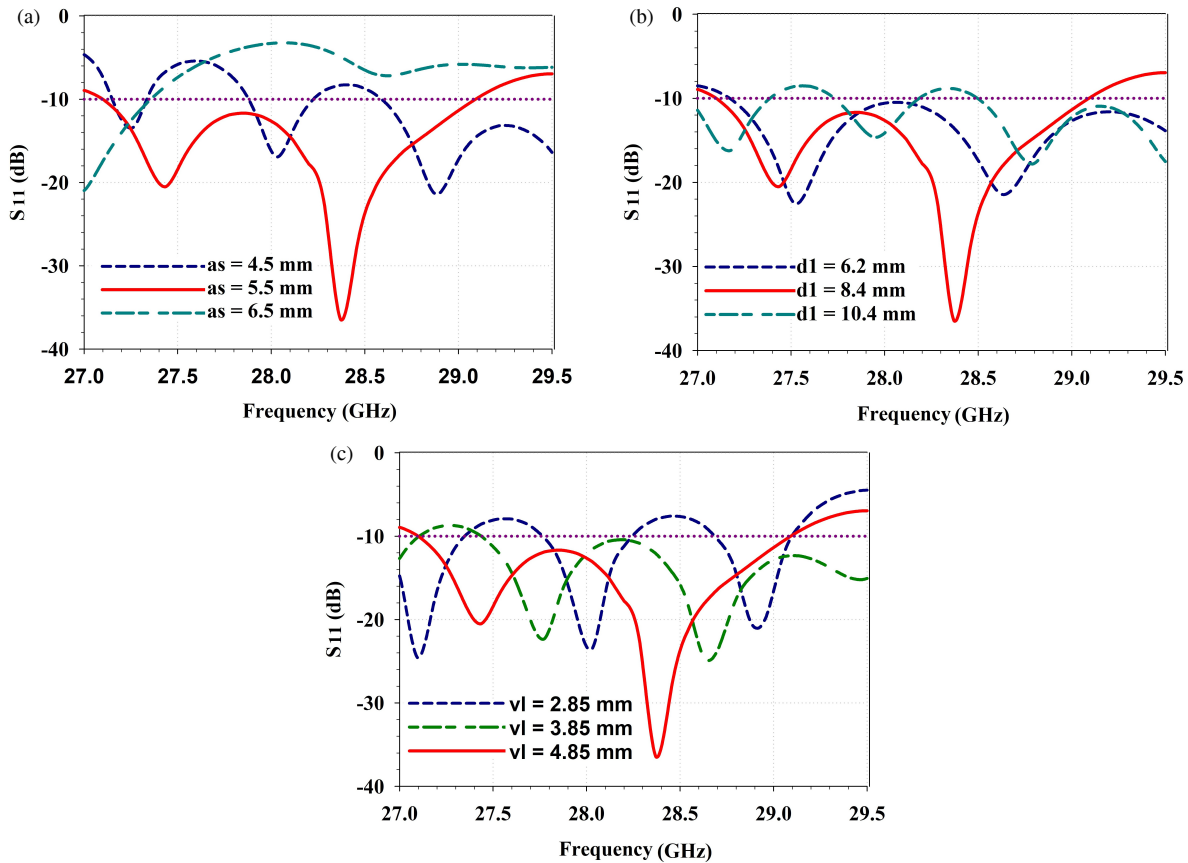 (a)
0
-10
-20
-30
-40
S11 (dB)
as = 4.5 mm
as = 5.5 mm
as = 6.5 mm
27.0 27.5 28.0 28.5 29.0 29.5
Frequency (GHz)
(b)
0
-10
-20
-30
-40
S11 (dB)
d1 = 6.2 mm
d1 = 8.4 mm
d1 = 10.4 mm
27.0 27.5 28.0 28.5 29.0 29.5
Frequency (GHz)
(c)
0
-10
-20
-30
-40
S11 (dB)
vl = 2.85 mm
vl = 3.85 mm
vl = 4.85 mm
27.0 27.5 28.0 28.5 29.0 29.5
Frequency (GHz)